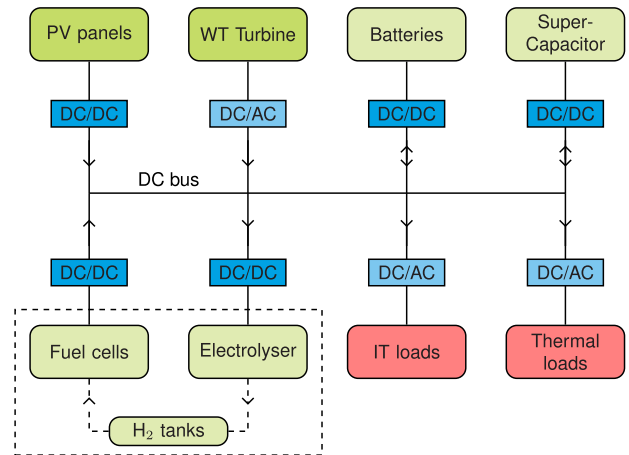 PV panels
WT Turbine
Batteries
Super-
Capacitor
DC/DC
DC/AC
DC/DC
DC/DC
DC bus
DC/DC
DC/DC
DC/AC
DC/AC
Fuel cells
Electrolyser
IT loads
Thermal
loads
H₂ tanks